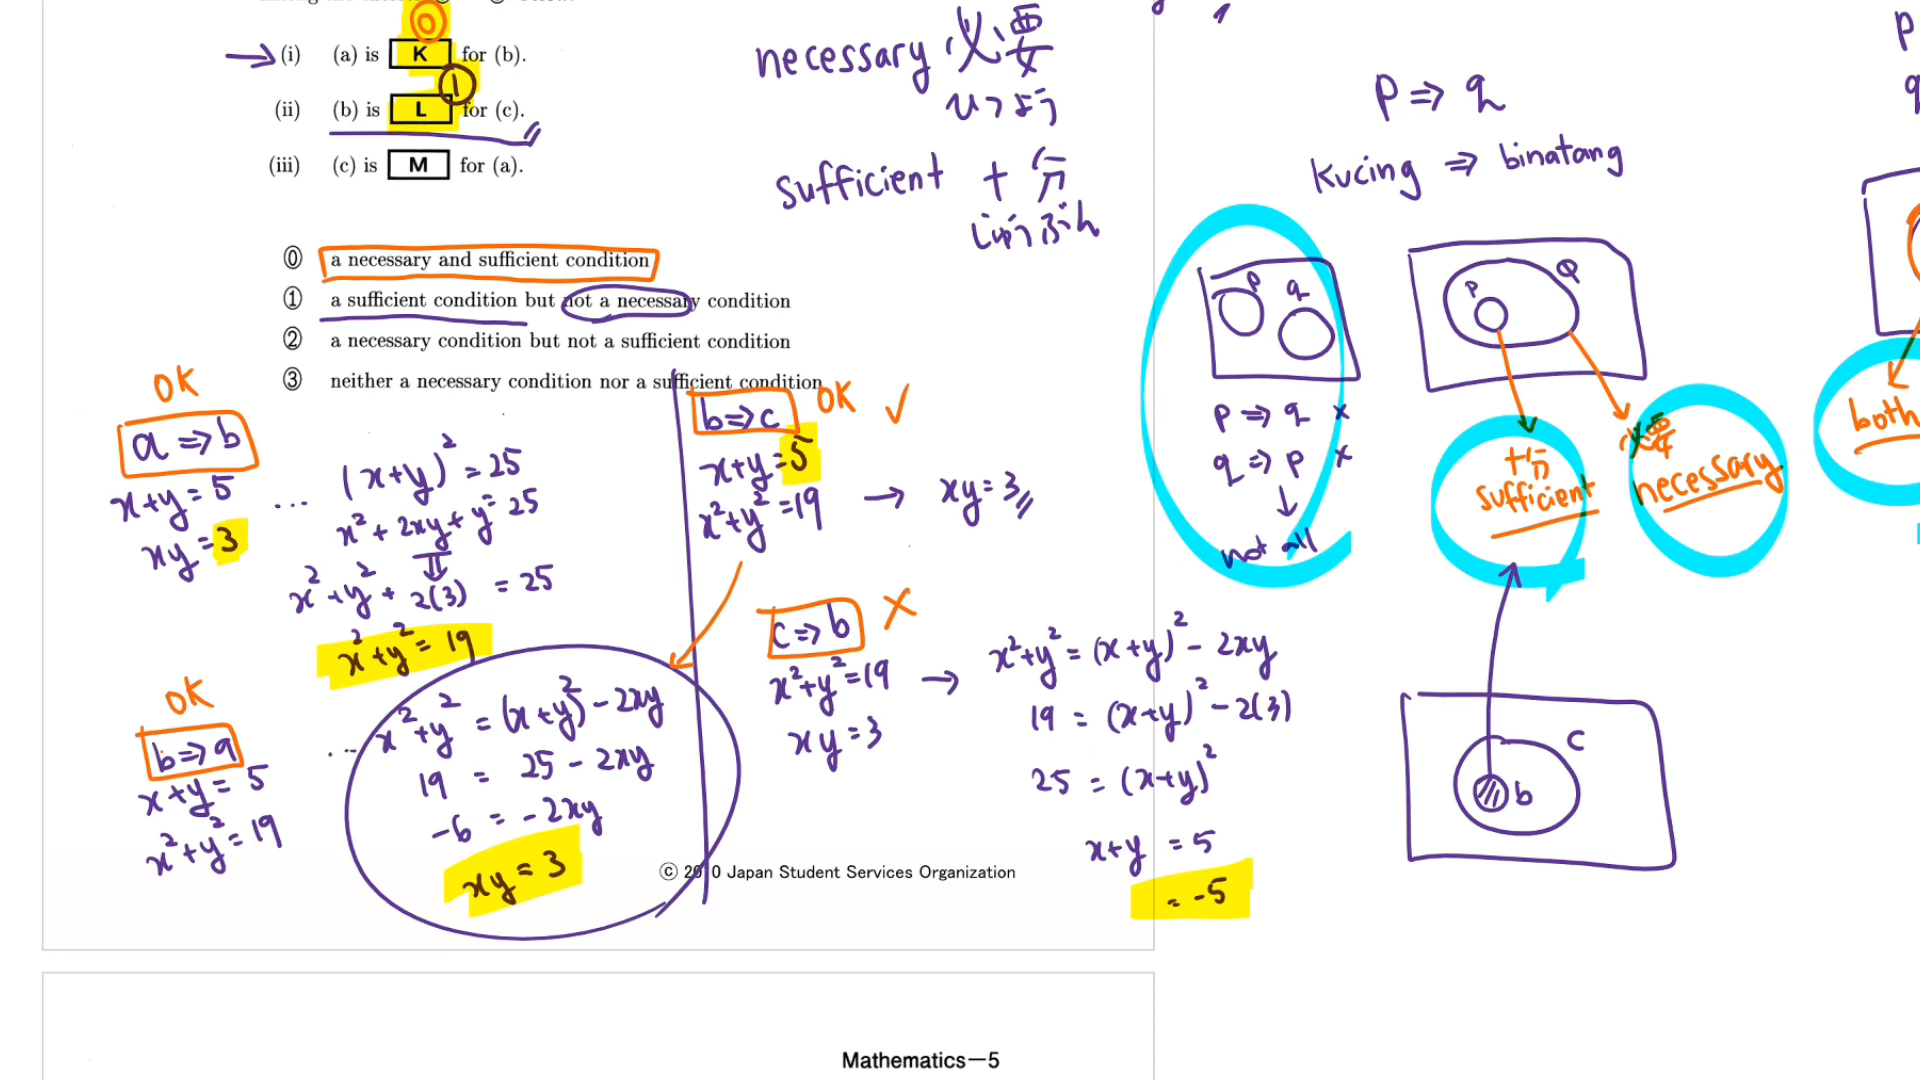 (i) (a) is K for (b).
0
1
(ii) (b) is L for (c).
(iii) (c) is M for (a).
necessary 必要
ひつよう
sufficient 十分
じゅうぶん
⓪ a necessary and sufficient condition
① a sufficient condition but not a necessary condition
② a necessary condition but not a sufficient condition
③ neither a necessary condition nor a sufficient condition
OK
a ⇒ b
x+y = 5
xy = 3
...
(x+y)² = 25
x² + 2xy + y² = 25
x² + y² + 2(3) = 25
x² + y² = 19
OK
b ⇒ a
x+y = 5
x²+y² = 19
...
x²+y² = (x+y)² - 2xy
19 = 25 - 2xy
-6 = -2xy
xy = 3
b ⇒ c OK ✓
x+y = 5
x²+y² = 19 → xy = 3
c ⇒ b ×
x²+y² = 19 →
xy = 3
x²+y² = (x+y)² - 2xy
19 = (x+y)² - 2(3)
25 = (x+y)²
x+y = 5
= -5
© 2010 Japan Student Services Organization
Mathematics—5
p ⇒ q
kucing ⇒ binatang
p
q
p ⇒ q ×
q ⇒ p ×
↓
not all
P
Q
十分
sufficient
必要
necessary
c
b
p
q
both